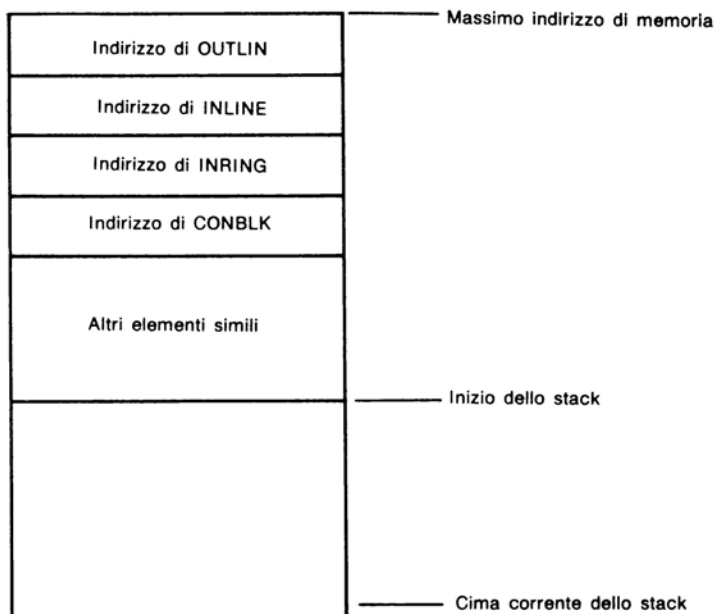 Massimo indirizzo di memoria
Indirizzo di OUTLIN
Indirizzo di INLINE
Indirizzo di INRING
Indirizzo di CONBLK
Altri elementi simili
Inizio dello stack
Cima corrente dello stack